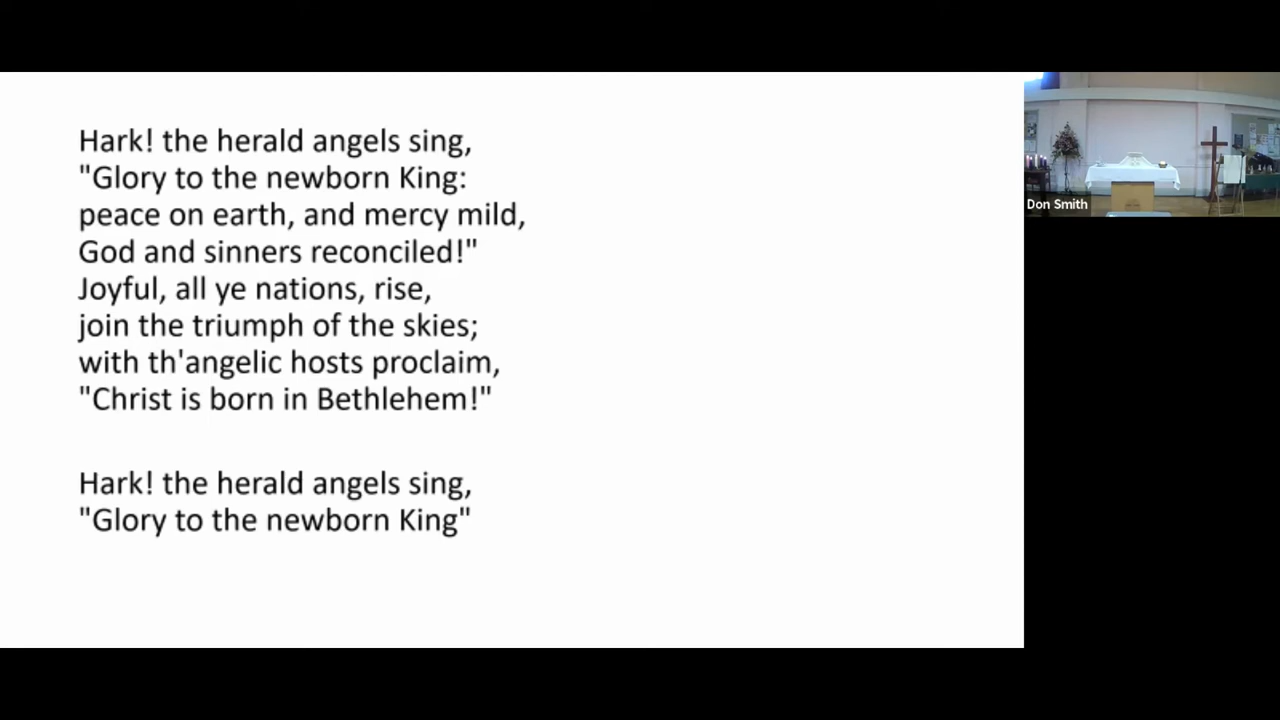 Hark! the herald angels sing,
"Glory to the newborn King:
peace on earth, and mercy mild,
God and sinners reconciled!"
Joyful, all ye nations, rise,
join the triumph of the skies;
with th'angelic hosts proclaim,
"Christ is born in Bethlehem!"
Hark! the herald angels sing,
"Glory to the newborn King"
Don Smith